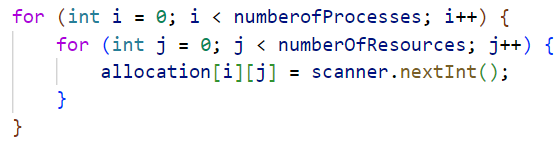 for (int i = 0; i < numberofProcesses; i++) {
    for (int j = 0; j < numberOfResources; j++) {
        allocation[i][j] = scanner.nextInt();
    }
}